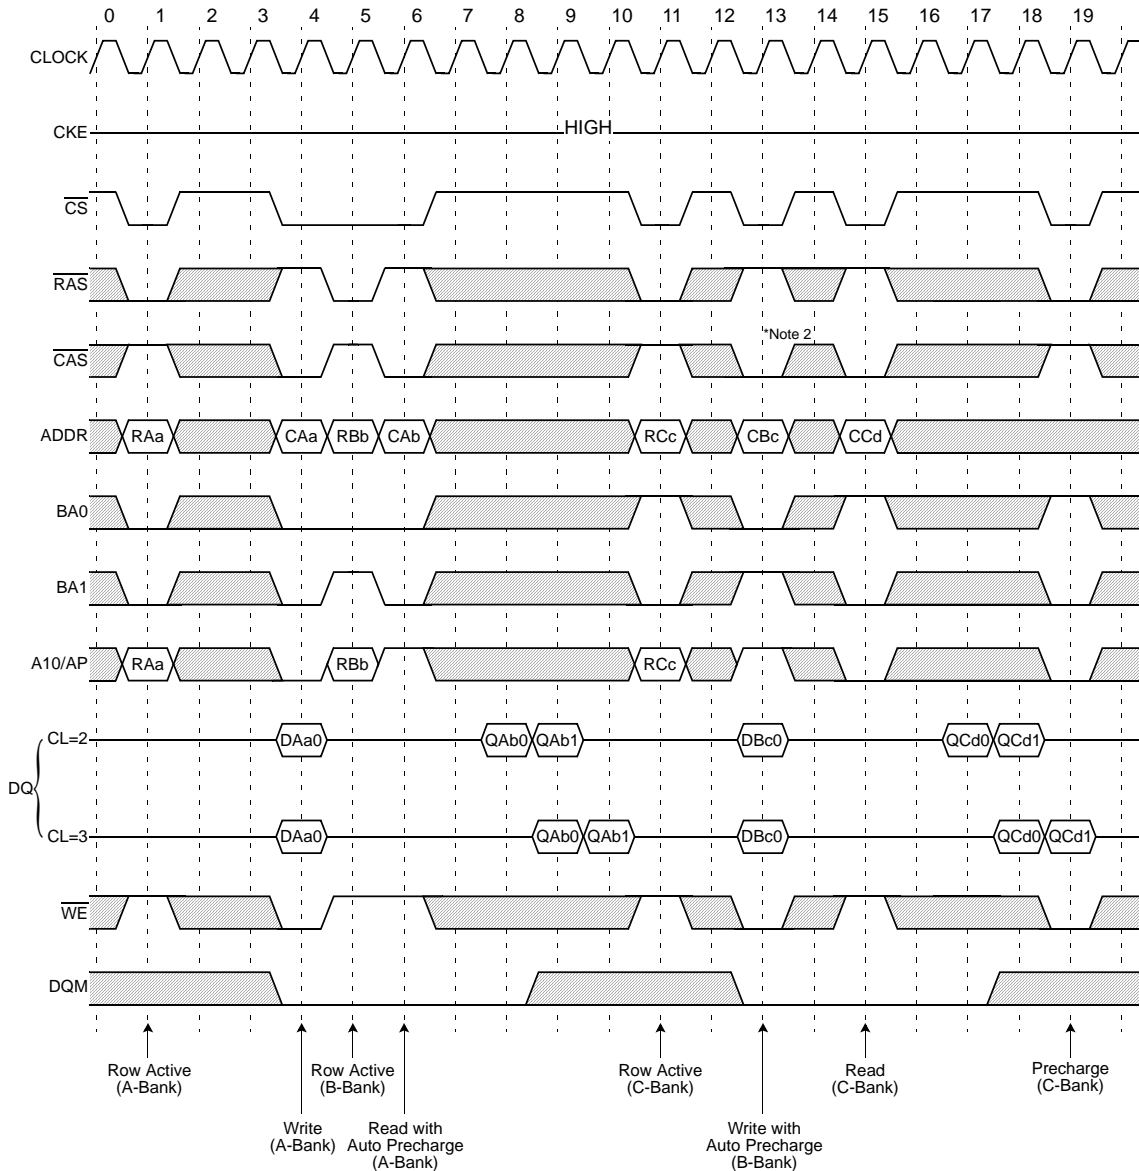 0 1 2 3 4 5 6 7 8 9 10 11 12 13 14 15 16 17 18 19
CLOCK
CKE HIGH
CS
RAS
*Note 2
CAS
ADDR RAa CAa RBb CAb RCc CBc CCd
BA0
BA1
A10/AP RAa RBb RCc
CL=2 DAa0 QAb0 QAb1 DBc0 QCd0 QCd1
DQ
CL=3 DAa0 QAb0 QAb1 DBc0 QCd0 QCd1
WE
DQM
Row Active Row Active Row Active Read Precharge
(A-Bank) (B-Bank) (C-Bank) (C-Bank) (C-Bank)
Write Read with Write with
(A-Bank) Auto Precharge Auto Precharge
(A-Bank) (B-Bank)